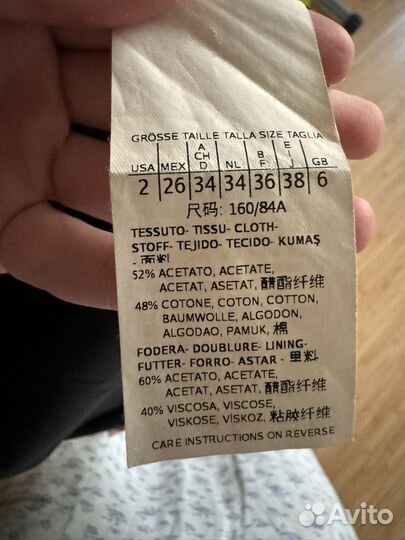 GRÖSSE TAILLE TALLA SIZE TAGLIA
USA MEX A CH D NL B F E I J GB
2 26 34 34 36 38 6
尺码: 160/84A
TESSUTO- TISSU- CLOTH-
STOFF- TEJIDO- TECIDO- KUMAŞ
- 面料
52% ACETATO, ACETATE,
ACETAT, ASETAT, 醋酯纤维
48% COTONE, COTON, COTTON,
BAUMWOLLE, ALGODON,
ALGODAO, PAMUK, 棉
FODERA- DOUBLURE- LINING-
FUTTER- FORRO- ASTAR - 里料
60% ACETATO, ACETATE,
ACETAT, ASETAT, 醋酯纤维
40% VISCOSA, VISCOSE,
VISKOSE, VISKOZ, 粘胶纤维
CARE INSTRUCTIONS ON REVERSE
Avito